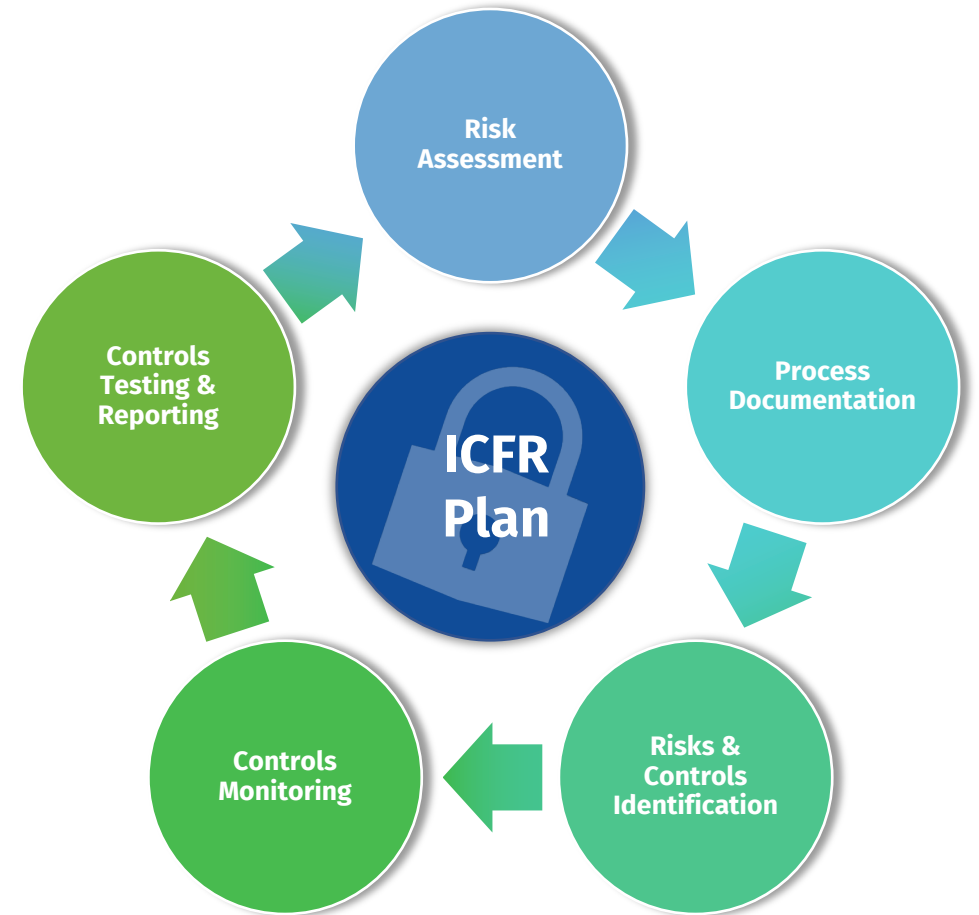 Risk
Assessment
Process
Documentation
Risks &
Controls
Identification
Controls
Monitoring
Controls
Testing &
Reporting
ICFR
Plan